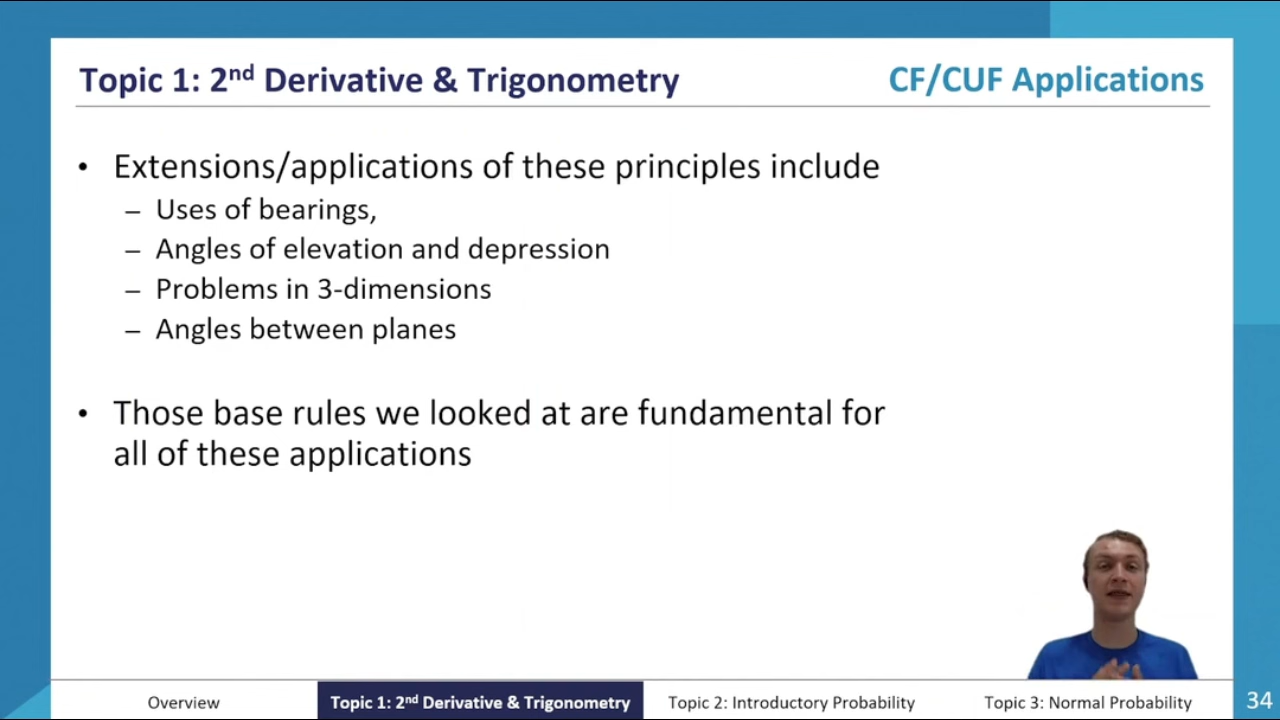 Topic 1: 2nd Derivative & Trigonometry
CF/CUF Applications
• Extensions/applications of these principles include
– Uses of bearings,
– Angles of elevation and depression
– Problems in 3-dimensions
– Angles between planes
• Those base rules we looked at are fundamental for
all of these applications
Overview
Topic 1: 2nd Derivative & Trigonometry
Topic 2: Introductory Probability
Topic 3: Normal Probability
34